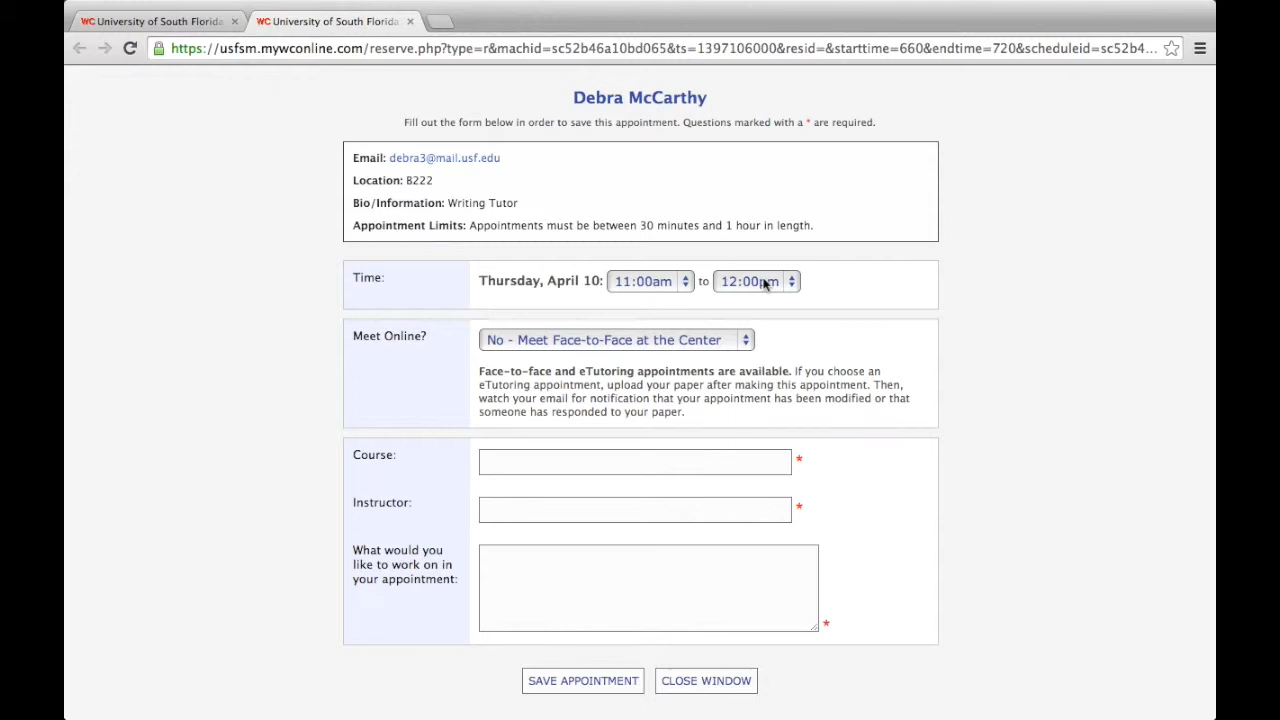 WC University of South Florida × WC University of South Florida ×
https://usfsm.mywconline.com/reserve.php?type=r&machid=sc52b46a10bd065&ts=1397106000&resid=&starttime=660&endtime=720&scheduleid=sc52b4...
Debra McCarthy
Fill out the form below in order to save this appointment. Questions marked with a * are required.
Email: debra3@mail.usf.edu
Location: B222
Bio/Information: Writing Tutor
Appointment Limits: Appointments must be between 30 minutes and 1 hour in length.
Time: Thursday, April 10: 11:00am to 12:00pm
Meet Online? No - Meet Face-to-Face at the Center
Face-to-face and eTutoring appointments are available. If you choose an
eTutoring appointment, upload your paper after making this appointment. Then,
watch your email for notification that your appointment has been modified or that
someone has responded to your paper.
Course: *
Instructor: *
What would you
like to work on in
your appointment: *
SAVE APPOINTMENT CLOSE WINDOW